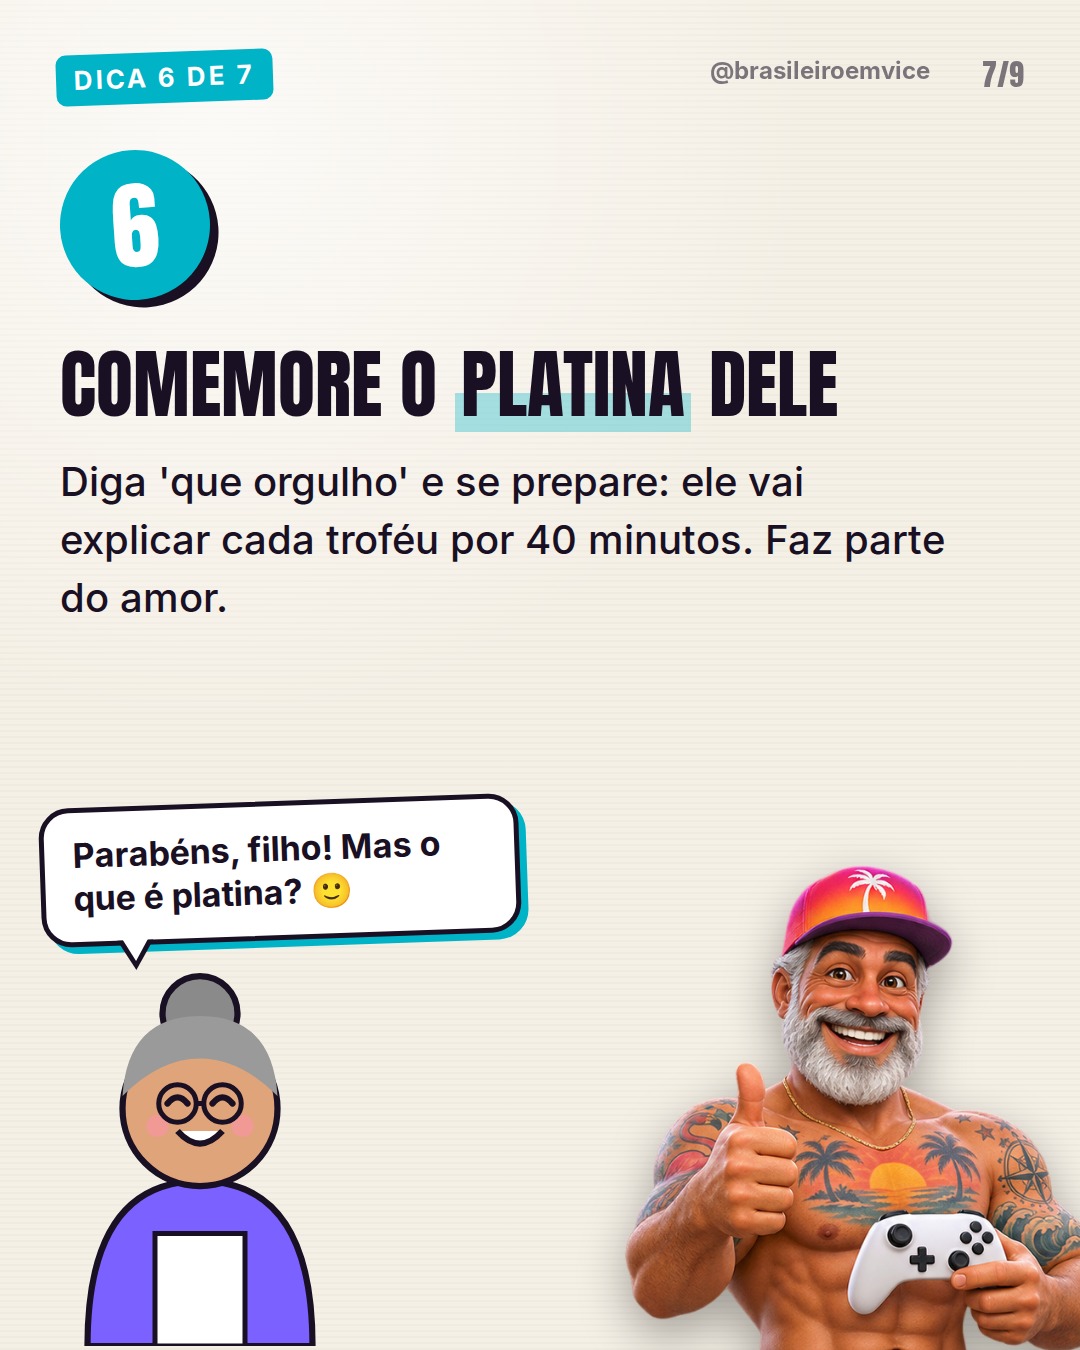 DICA 6 DE 7
@brasileiroemvice
7/9
6
COMEMORE O PLATINA DELE
Diga 'que orgulho' e se prepare: ele vai
explicar cada troféu por 40 minutos. Faz parte
do amor.
Parabéns, filho! Mas o
que é platina? 🙂